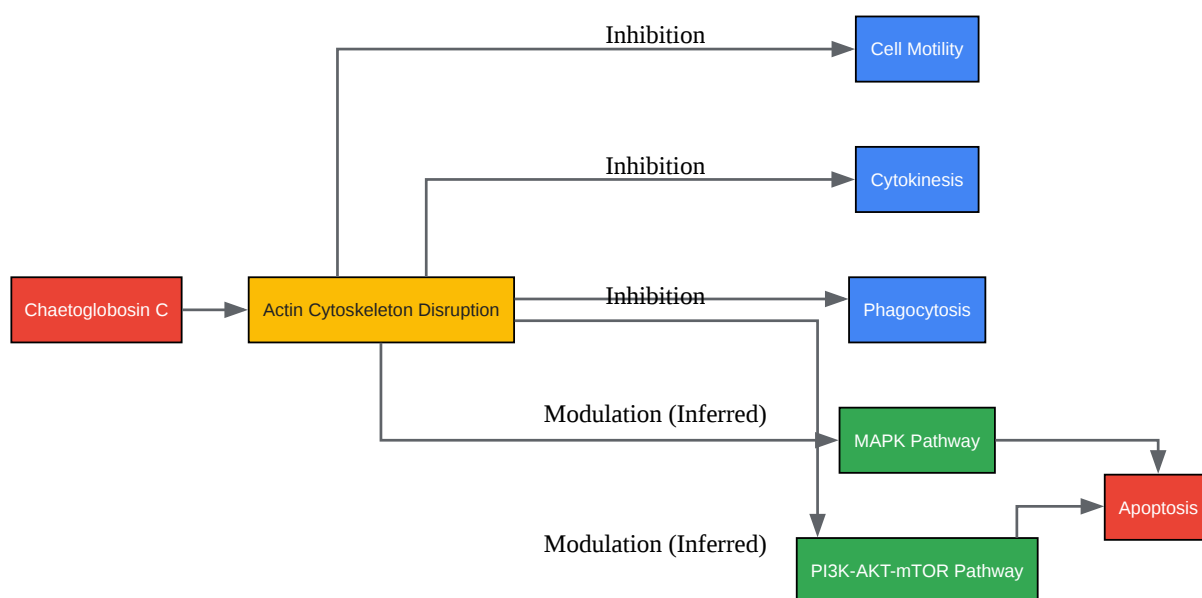 Inhibition
Cell Motility
Inhibition
Cytokinesis
Chaetoglobosin C
Actin Cytoskeleton Disruption
Inhibition
Phagocytosis
Modulation (Inferred)
MAPK Pathway
Apoptosis
Modulation (Inferred)
PI3K-AKT-mTOR Pathway